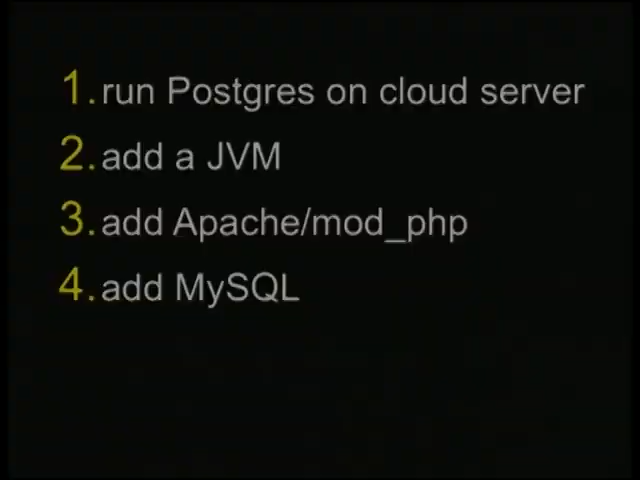 1. run Postgres on cloud server
2. add a JVM
3. add Apache/mod_php
4. add MySQL